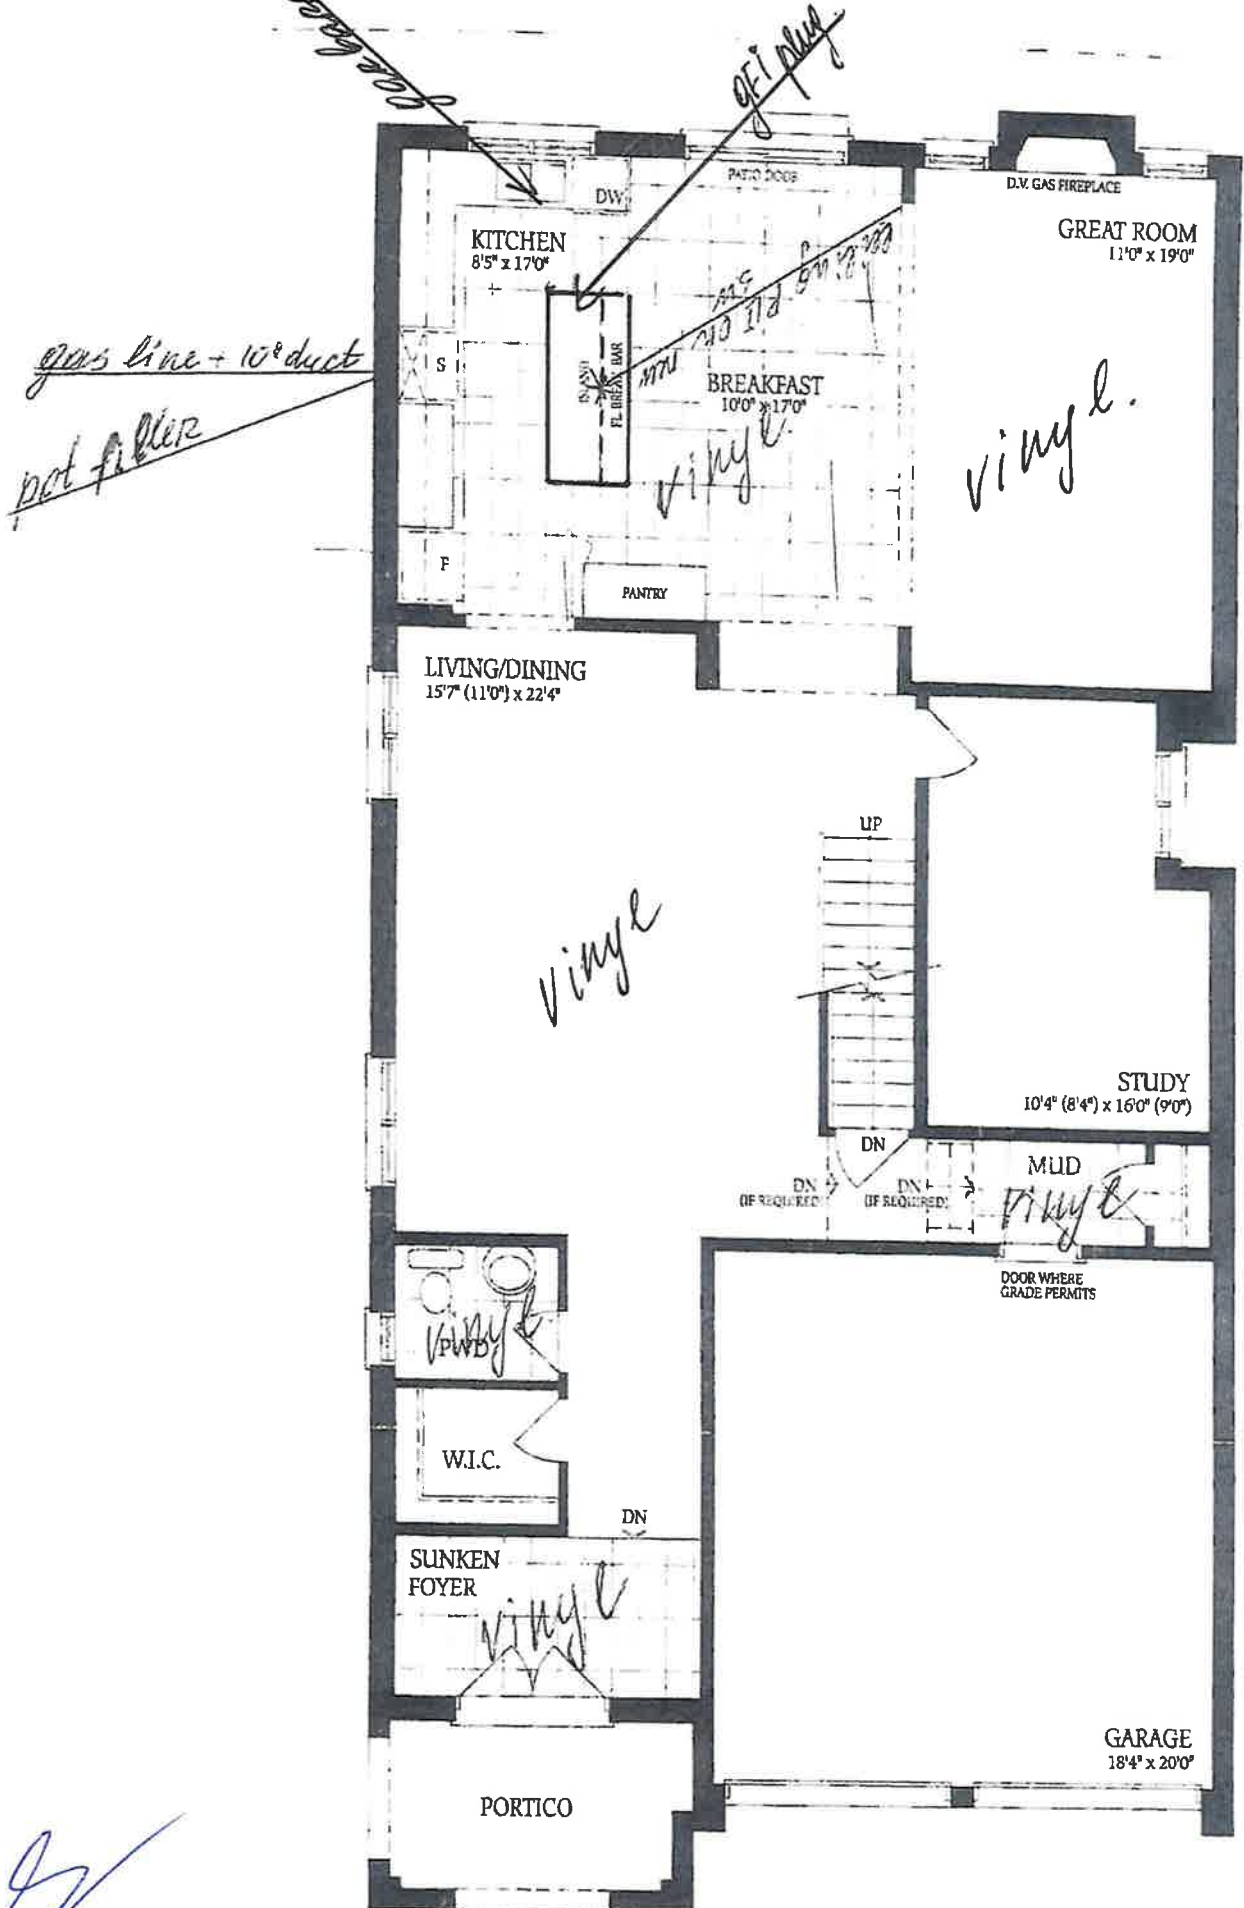 gfi plug
DW
PATIO DOOR
D.V. GAS FIREPLACE
KITCHEN
8'5" x 17'0"
GREAT ROOM
11'0" x 19'0"
ceiling
new
gas line + 10" duct
S
ISLAND
FL. BREAK. BAR
BREAKFAST
10'0" x 17'0"
vinyl.
vinyl.
pot filler
F
PANTRY
LIVING/DINING
15'7" (11'0") x 22'4"
UP
vinyl
STUDY
10'4" (8'4") x 16'0" (9'0")
DN
MUD
DN
(IF REQUIRED)
DN
(IF REQUIRED)
vinyl
DOOR WHERE
GRADE PERMITS
vinyl
PWD
W.I.C.
DN
SUNKEN
FOYER
vinyl
GARAGE
18'4" x 20'0"
PORTICO